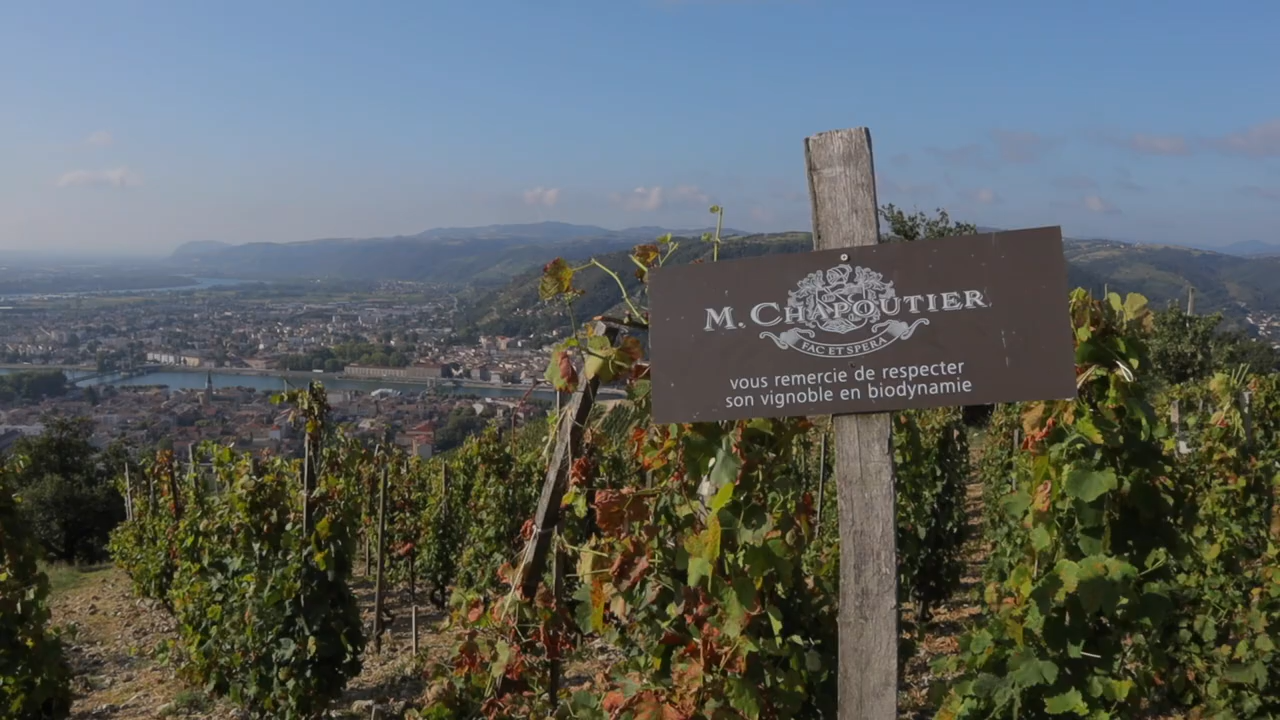 M. CHAPOUTIER
FAC ET SPERA
vous remercie de respecter
son vignoble en biodynamie